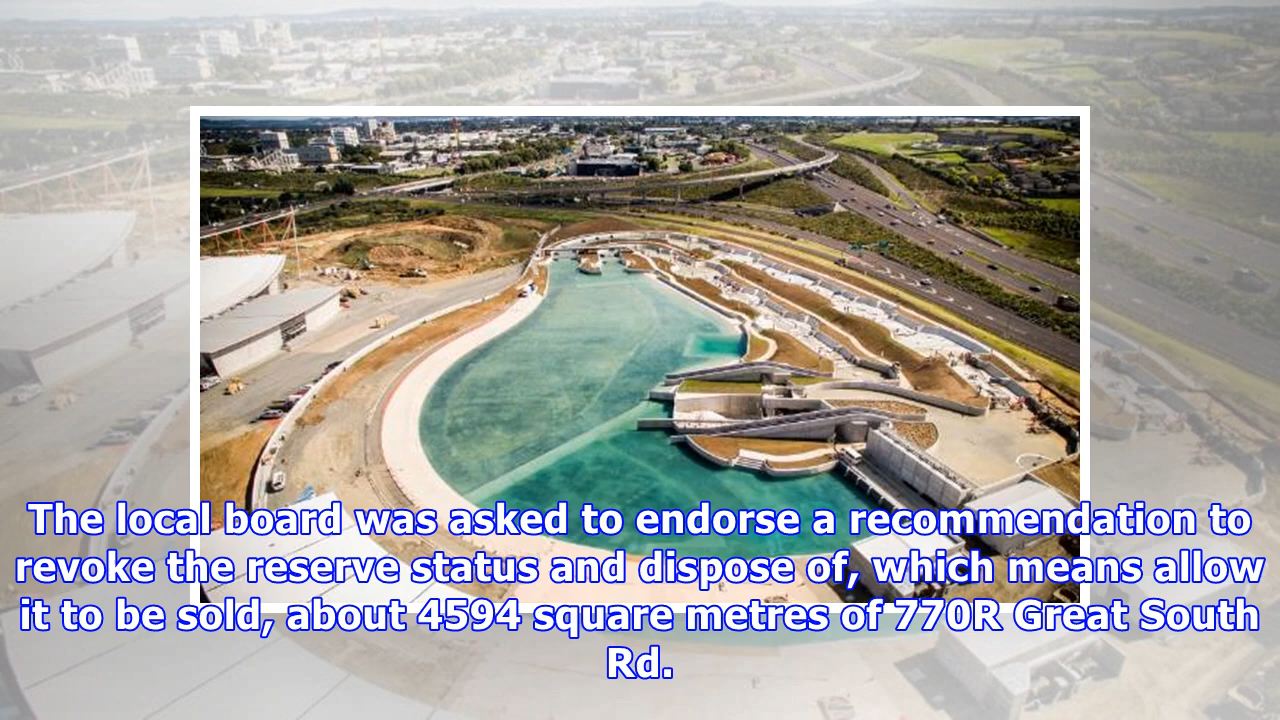 The local board was asked to endorse a recommendation to
revoke the reserve status and dispose of, which means allow
it to be sold, about 4594 square metres of 770R Great South
Rd.